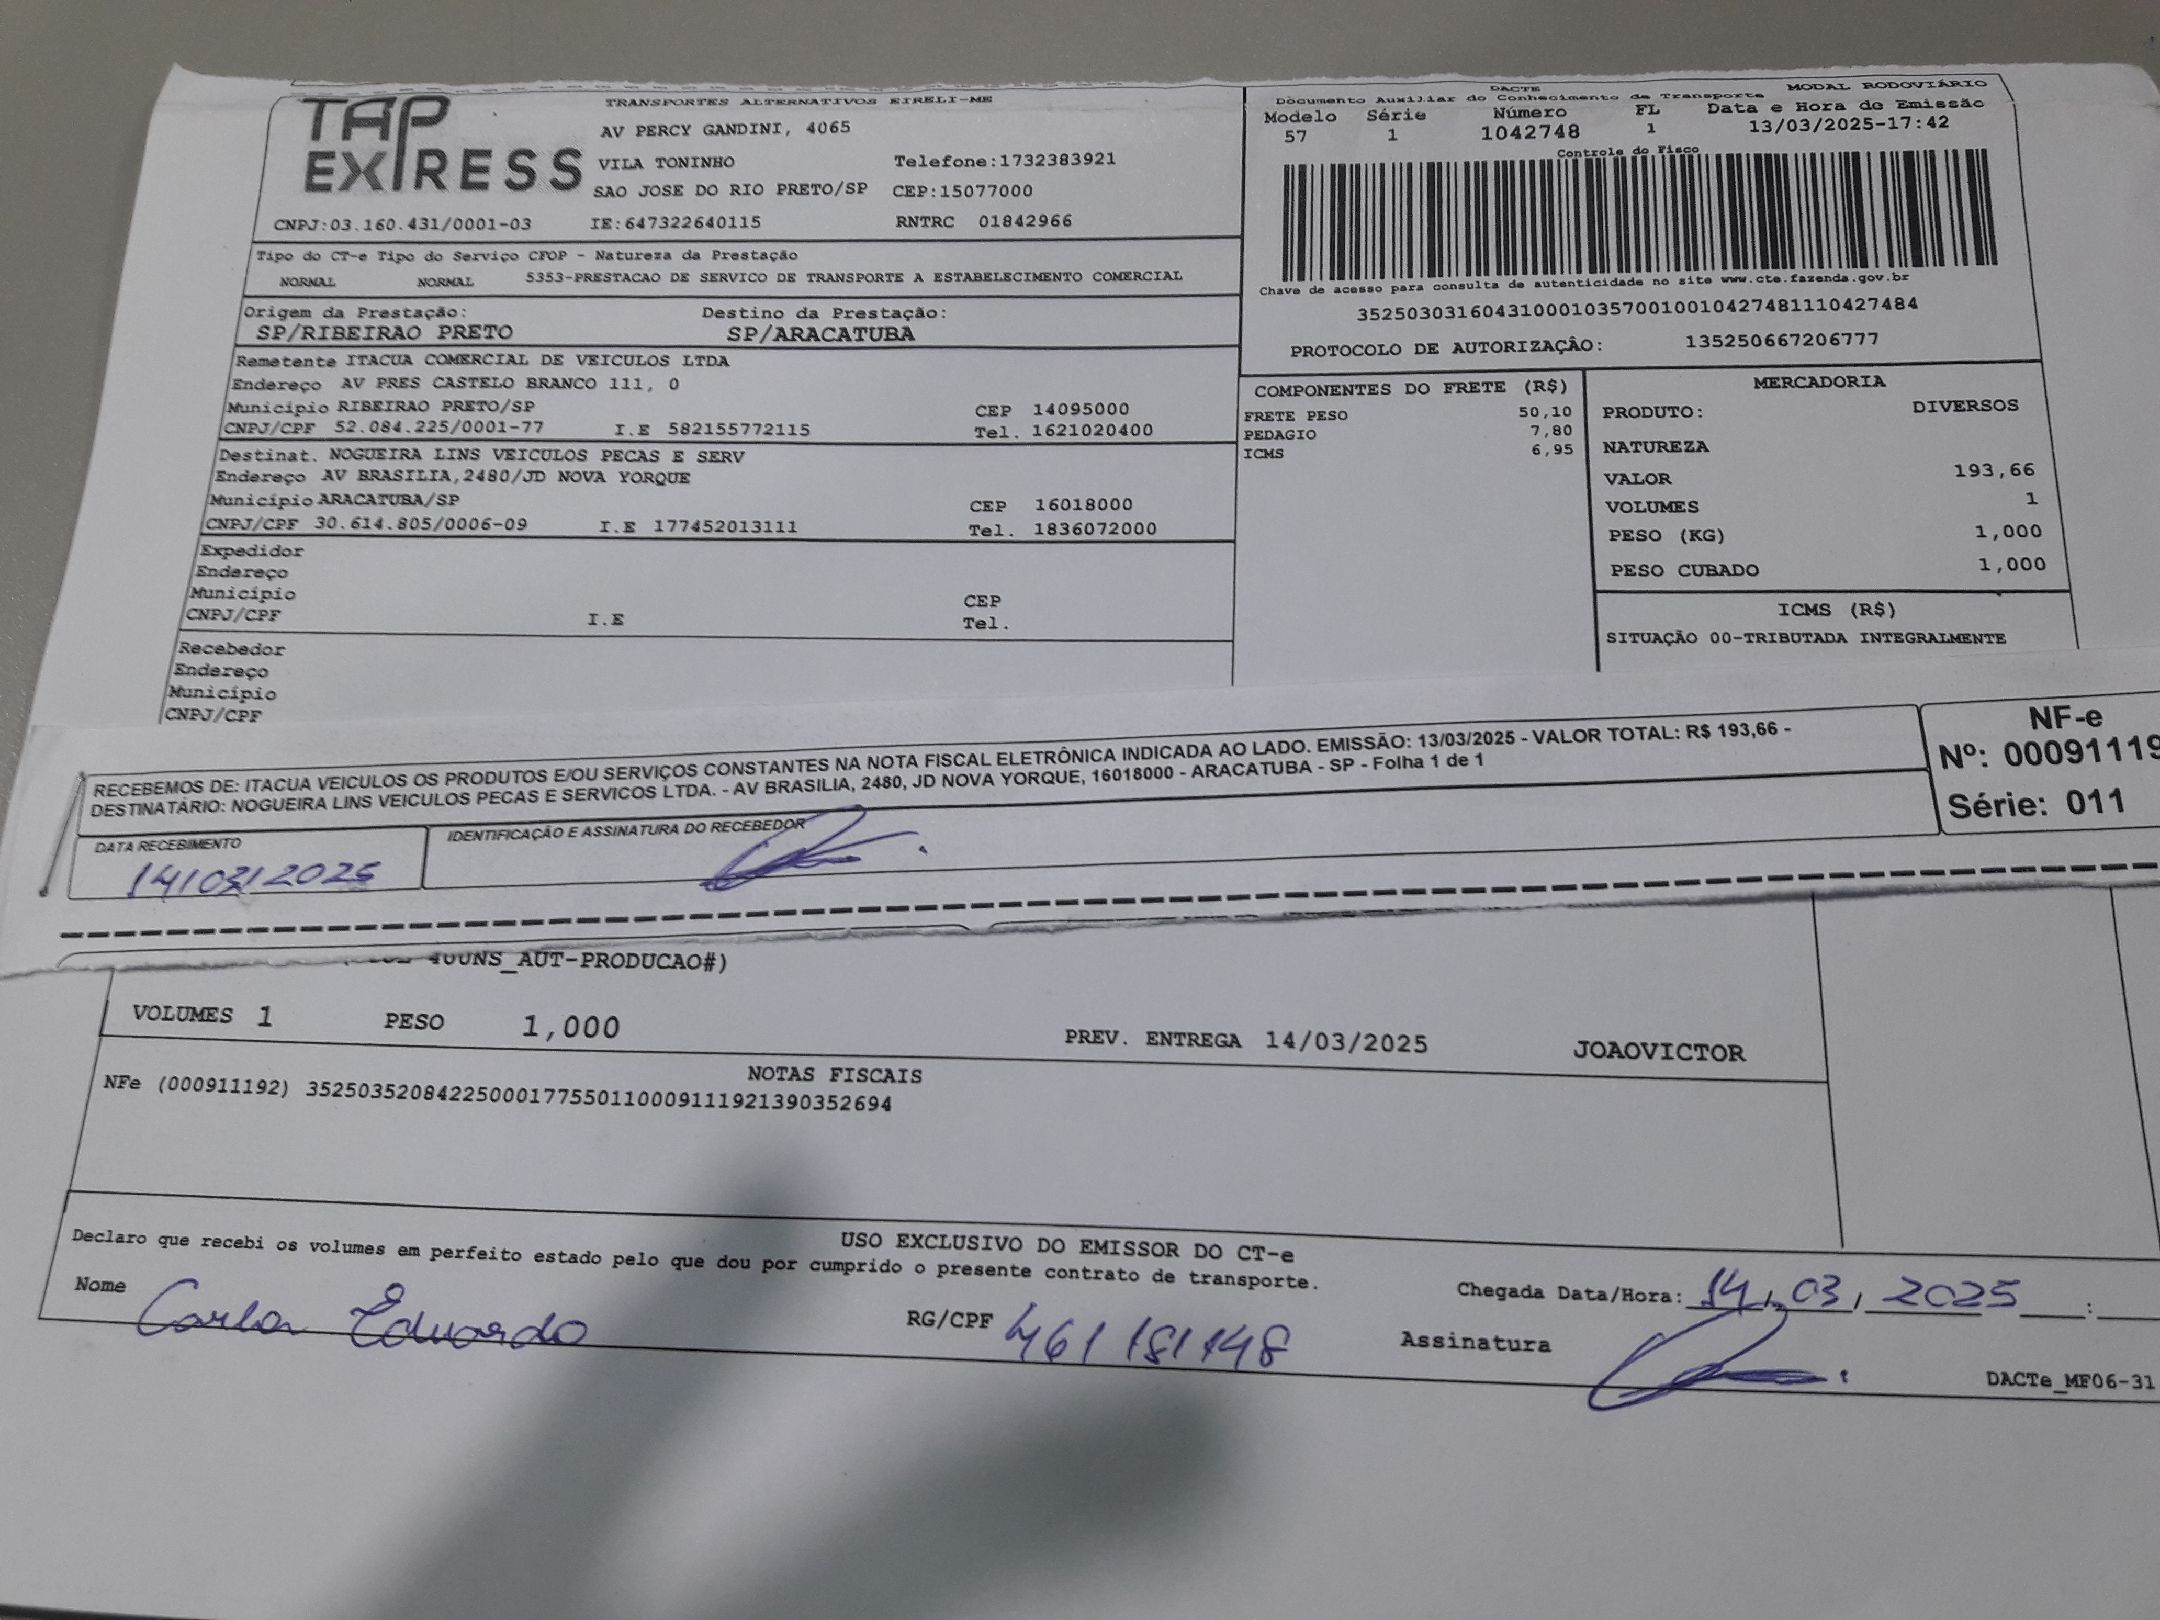 TAP EXPRESS
TRANSPORTES ALTERNATIVOS EIRELI-ME
AV PERCY GANDINI, 4065
VILA TONINHO Telefone:1732383921
SAO JOSE DO RIO PRETO/SP CEP:15077000
CNPJ:03.160.431/0001-03 IE:647322640115 RNTRC 01842966
DACTE MODAL RODOVIÁRIO
Documento Auxiliar do Conhecimento de Transporte
Modelo Série Número FL Data e Hora de Emissão
57 1 1042748 1 13/03/2025-17:42
Controle do Fisco
Chave de acesso para consulta de autenticidade no site www.cte.fazenda.gov.br
35250303160431000103570010010427481110427484
PROTOCOLO DE AUTORIZAÇÃO: 135250667206777
Tipo do CT-e Tipo do Serviço CFOP - Natureza da Prestação
NORMAL NORMAL 5353-PRESTACAO DE SERVICO DE TRANSPORTE A ESTABELECIMENTO COMERCIAL
Origem da Prestação: Destino da Prestação:
SP/RIBEIRAO PRETO SP/ARACATUBA
Remetente ITACUA COMERCIAL DE VEICULOS LTDA
Endereço AV PRES CASTELO BRANCO 111, 0
Município RIBEIRAO PRETO/SP CEP 14095000
CNPJ/CPF 52.084.225/0001-77 I.E 582155772115 Tel. 1621020400
Destinat. NOGUEIRA LINS VEICULOS PECAS E SERV
Endereço AV BRASILIA,2480/JD NOVA YORQUE
Município ARACATUBA/SP CEP 16018000
CNPJ/CPF 30.614.805/0006-09 I.E 177452013111 Tel. 1836072000
Expedidor
Endereço
Município CEP
CNPJ/CPF I.E Tel.
Recebedor
Endereço
Município
CNPJ/CPF
COMPONENTES DO FRETE (R$)
FRETE PESO 50,10
PEDAGIO 7,80
ICMS 6,95
MERCADORIA
PRODUTO: DIVERSOS
NATUREZA
VALOR 193,66
VOLUMES 1
PESO (KG) 1,000
PESO CUBADO 1,000
ICMS (R$)
SITUAÇÃO 00-TRIBUTADA INTEGRALMENTE
RECEBEMOS DE: ITACUA VEICULOS OS PRODUTOS E/OU SERVIÇOS CONSTANTES NA NOTA FISCAL ELETRÔNICA INDICADA AO LADO. EMISSÃO: 13/03/2025 - VALOR TOTAL: R$ 193,66 -
DESTINATÁRIO: NOGUEIRA LINS VEICULOS PECAS E SERVICOS LTDA. - AV BRASILIA, 2480, JD NOVA YORQUE, 16018000 - ARACATUBA - SP - Folha 1 de 1
NF-e
Nº: 00091119
Série: 011
DATA RECEBIMENTO IDENTIFICAÇÃO E ASSINATURA DO RECEBEDOR
14/03/2025
400NS_AUT-PRODUCAO#)
VOLUMES 1 PESO 1,000 PREV. ENTREGA 14/03/2025 JOAOVICTOR
NOTAS FISCAIS
NFe (000911192) 35250352084225000177550110009111921390352694
USO EXCLUSIVO DO EMISSOR DO CT-e
Declaro que recebi os volumes em perfeito estado pelo que dou por cumprido o presente contrato de transporte.
Nome Carlos Eduardo RG/CPF 461181148 Chegada Data/Hora: 14,03,2025 :
Assinatura
DACTe_MF06-31